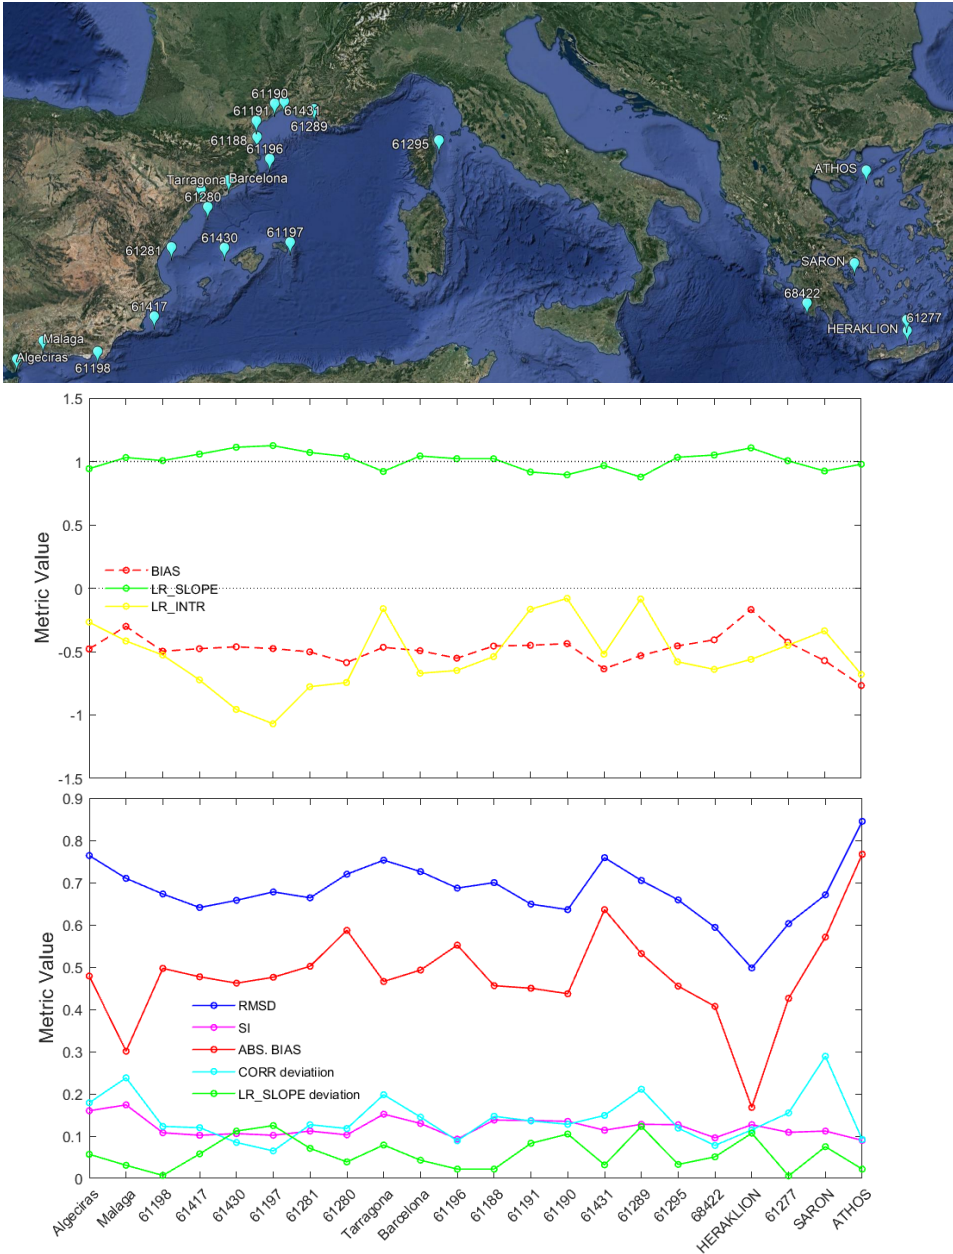 61190
61191
61431
61289
61188
61196
61295
Tarragona
Barcelona
61280
ATHOS
61281
61430
61197
SARON
61417
68422
61277
HERAKLION
Malaga
Algeciras
61198
1.5
1
0.5
0
-0.5
-1
-1.5
Metric Value
BIAS
LR_SLOPE
LR_INTR
0.9
0.8
0.7
0.6
0.5
0.4
0.3
0.2
0.1
0
Metric Value
RMSD
SI
ABS. BIAS
CORR deviatiion
LR_SLOPE deviation
Algeciras
Malaga
61198
61417
61430
61197
61281
61280
Tarragona
Barcelona
61196
61188
61191
61190
61431
61289
61295
68422
HERAKLION
61277
SARON
ATHOS